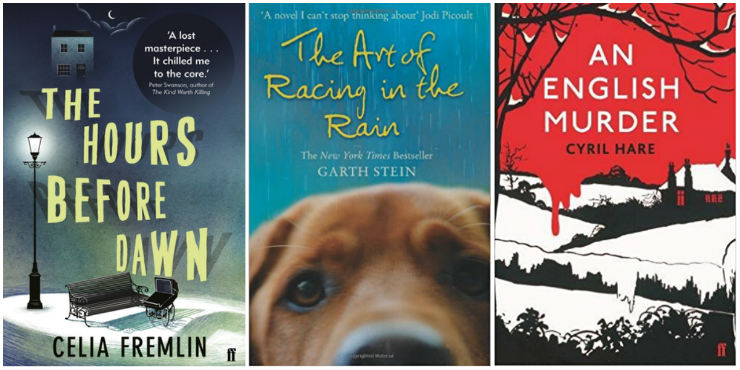 'A lost
masterpiece . . .
It chilled me
to the core.'
Peter Swanson, author of
The Kind Worth Killing
THE
HOURS
BEFORE
DAWN
CELIA FREMLIN
ff
'A novel I can't stop thinking about' Jodi Picoult
The Art of
Racing in the
Rain
The New York Times Bestseller
GARTH STEIN
Copyrighted Material
AN
ENGLISH
MURDER
CYRIL HARE
ff